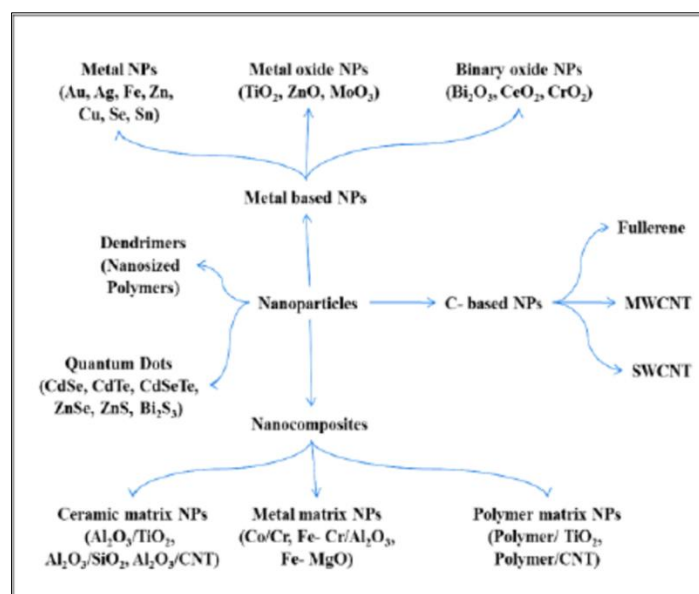 Metal NPs
(Au, Ag, Fe, Zn,
Cu, Se, Sn)
Metal oxide NPs
(TiO₂, ZnO, MoO₃)
Binary oxide NPs
(Bi₂O₃, CeO₂, CrO₂)
Metal based NPs
Dendrimers
(Nanosized
Polymers)
Nanoparticles
C- based NPs
Fullerene
MWCNT
SWCNT
Quantum Dots
(CdSe, CdTe, CdSeTe,
ZnSe, ZnS, Bi₂S₃)
Nanocomposites
Ceramic matrix NPs
(Al₂O₃/TiO₂,
Al₂O₃/SiO₂, Al₂O₃/CNT)
Metal matrix NPs
(Co/Cr, Fe- Cr/Al₂O₃,
Fe- MgO)
Polymer matrix NPs
(Polymer/ TiO₂,
Polymer/CNT)